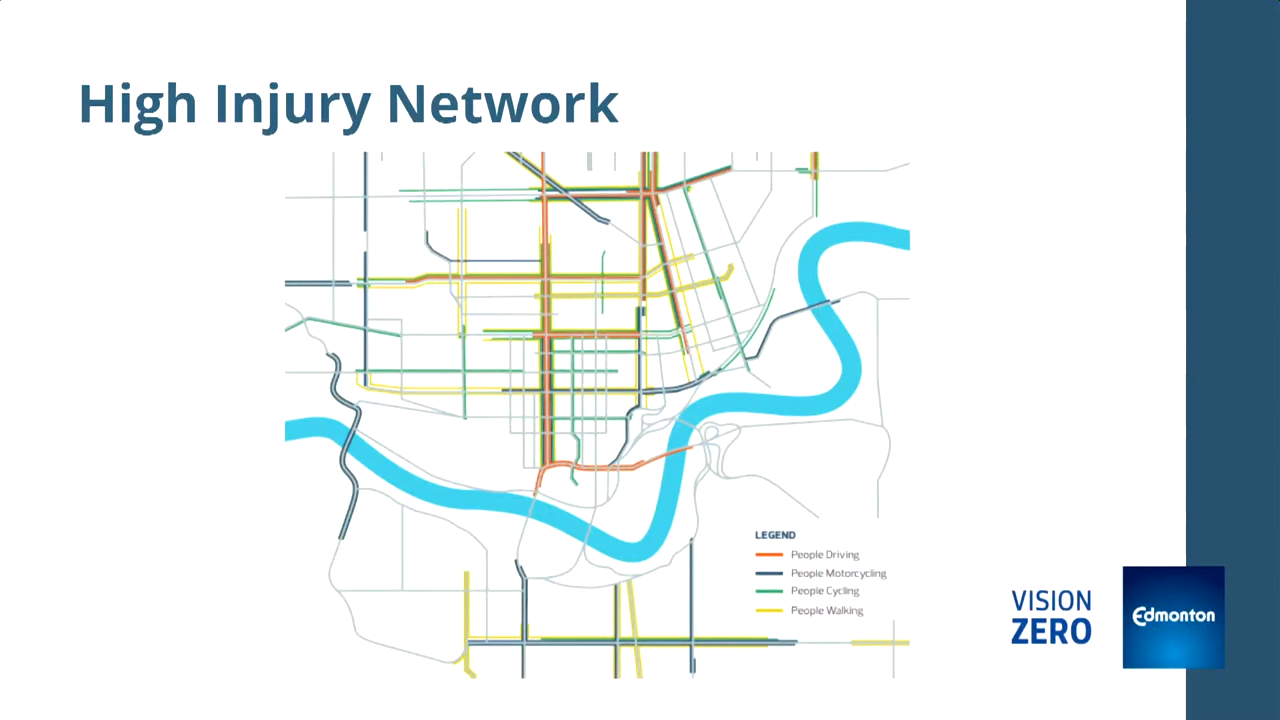 High Injury Network
LEGEND
People Driving
People Motorcycling
People Cycling
People Walking
VISION
ZERO
Edmonton